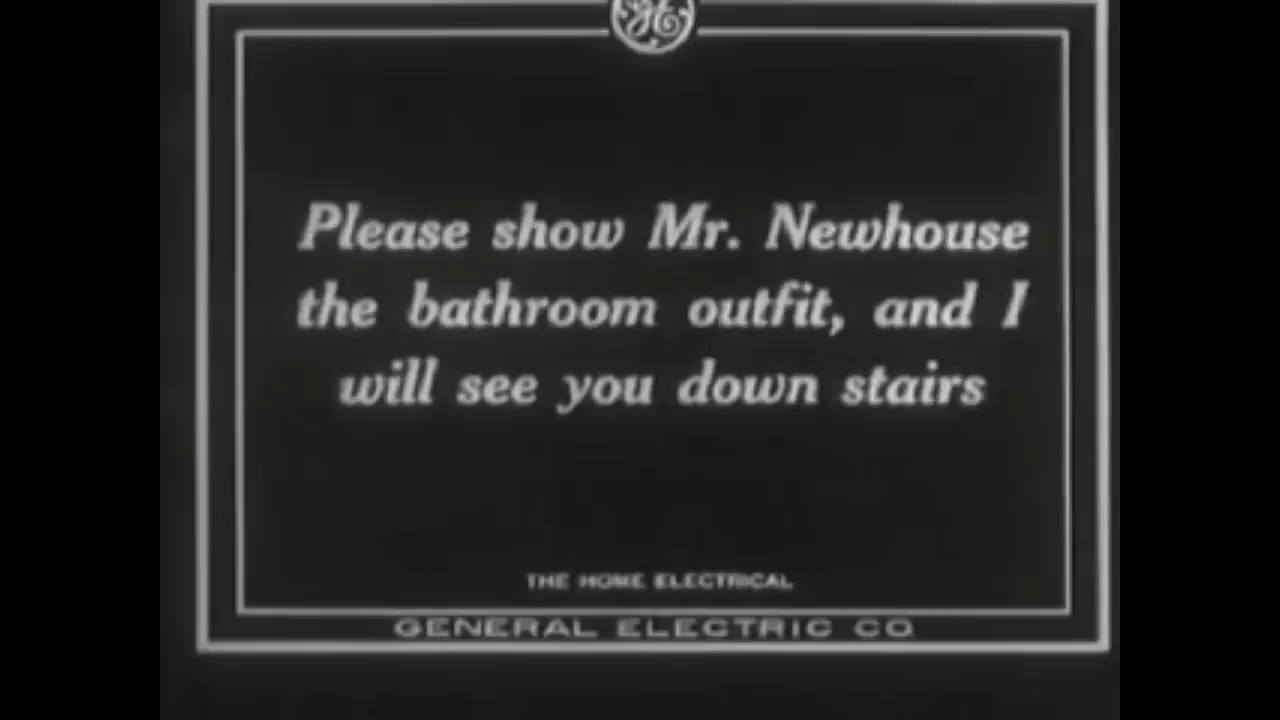 GE
Please show Mr. Newhouse
the bathroom outfit, and I
will see you down stairs
THE HOME ELECTRICAL
GENERAL ELECTRIC CO